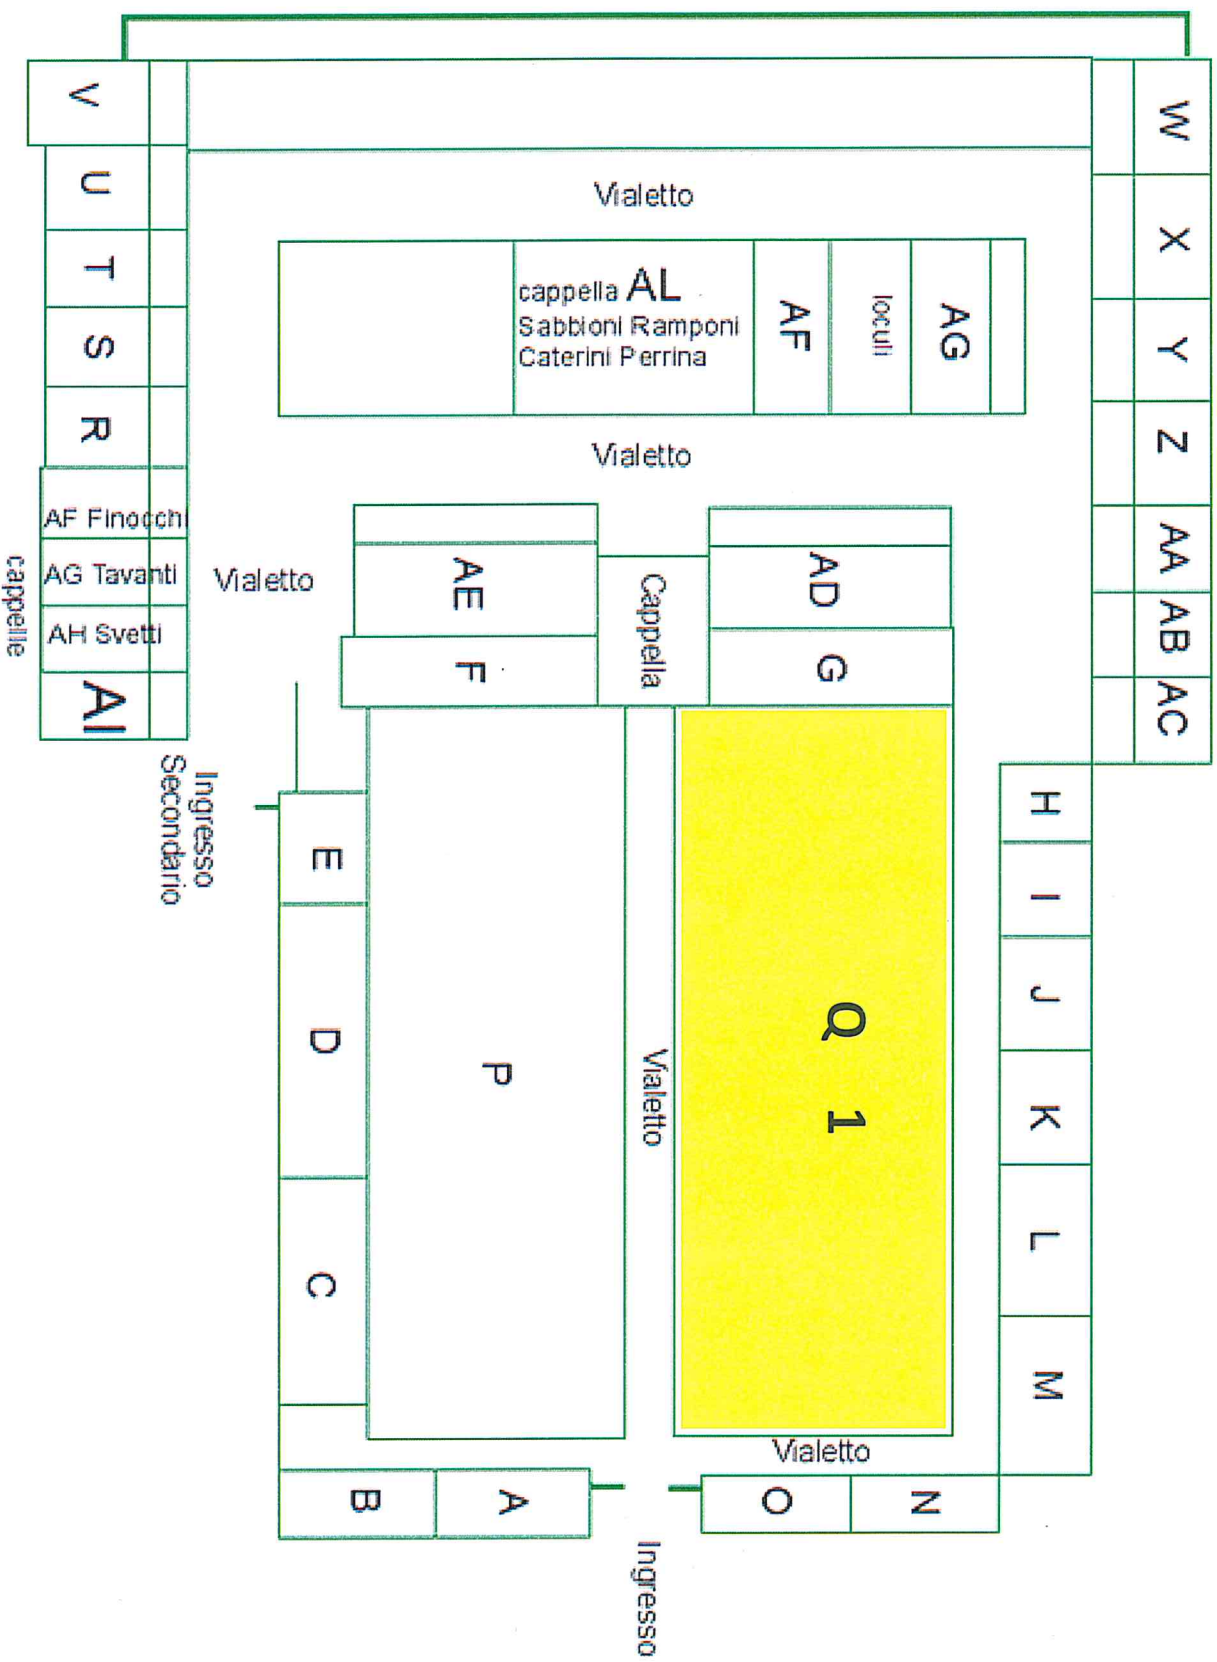 V
W
U
X
Vialetto
T
cappella AL
Sabbioni Ramponi
Caterini Perrina
AF
loculi
AG
Y
S
R
Vialetto
Z
AF Finocchi
AG Tavanti
AH Svetti
AI
cappelle
Vialetto
AE
F
Cappella
AD
G
AA
AB
AC
Ingresso
Secondario
E
D
C
P
Vialetto
Q 1
H
I
J
K
L
M
Vialetto
B
A
O
N
Ingresso